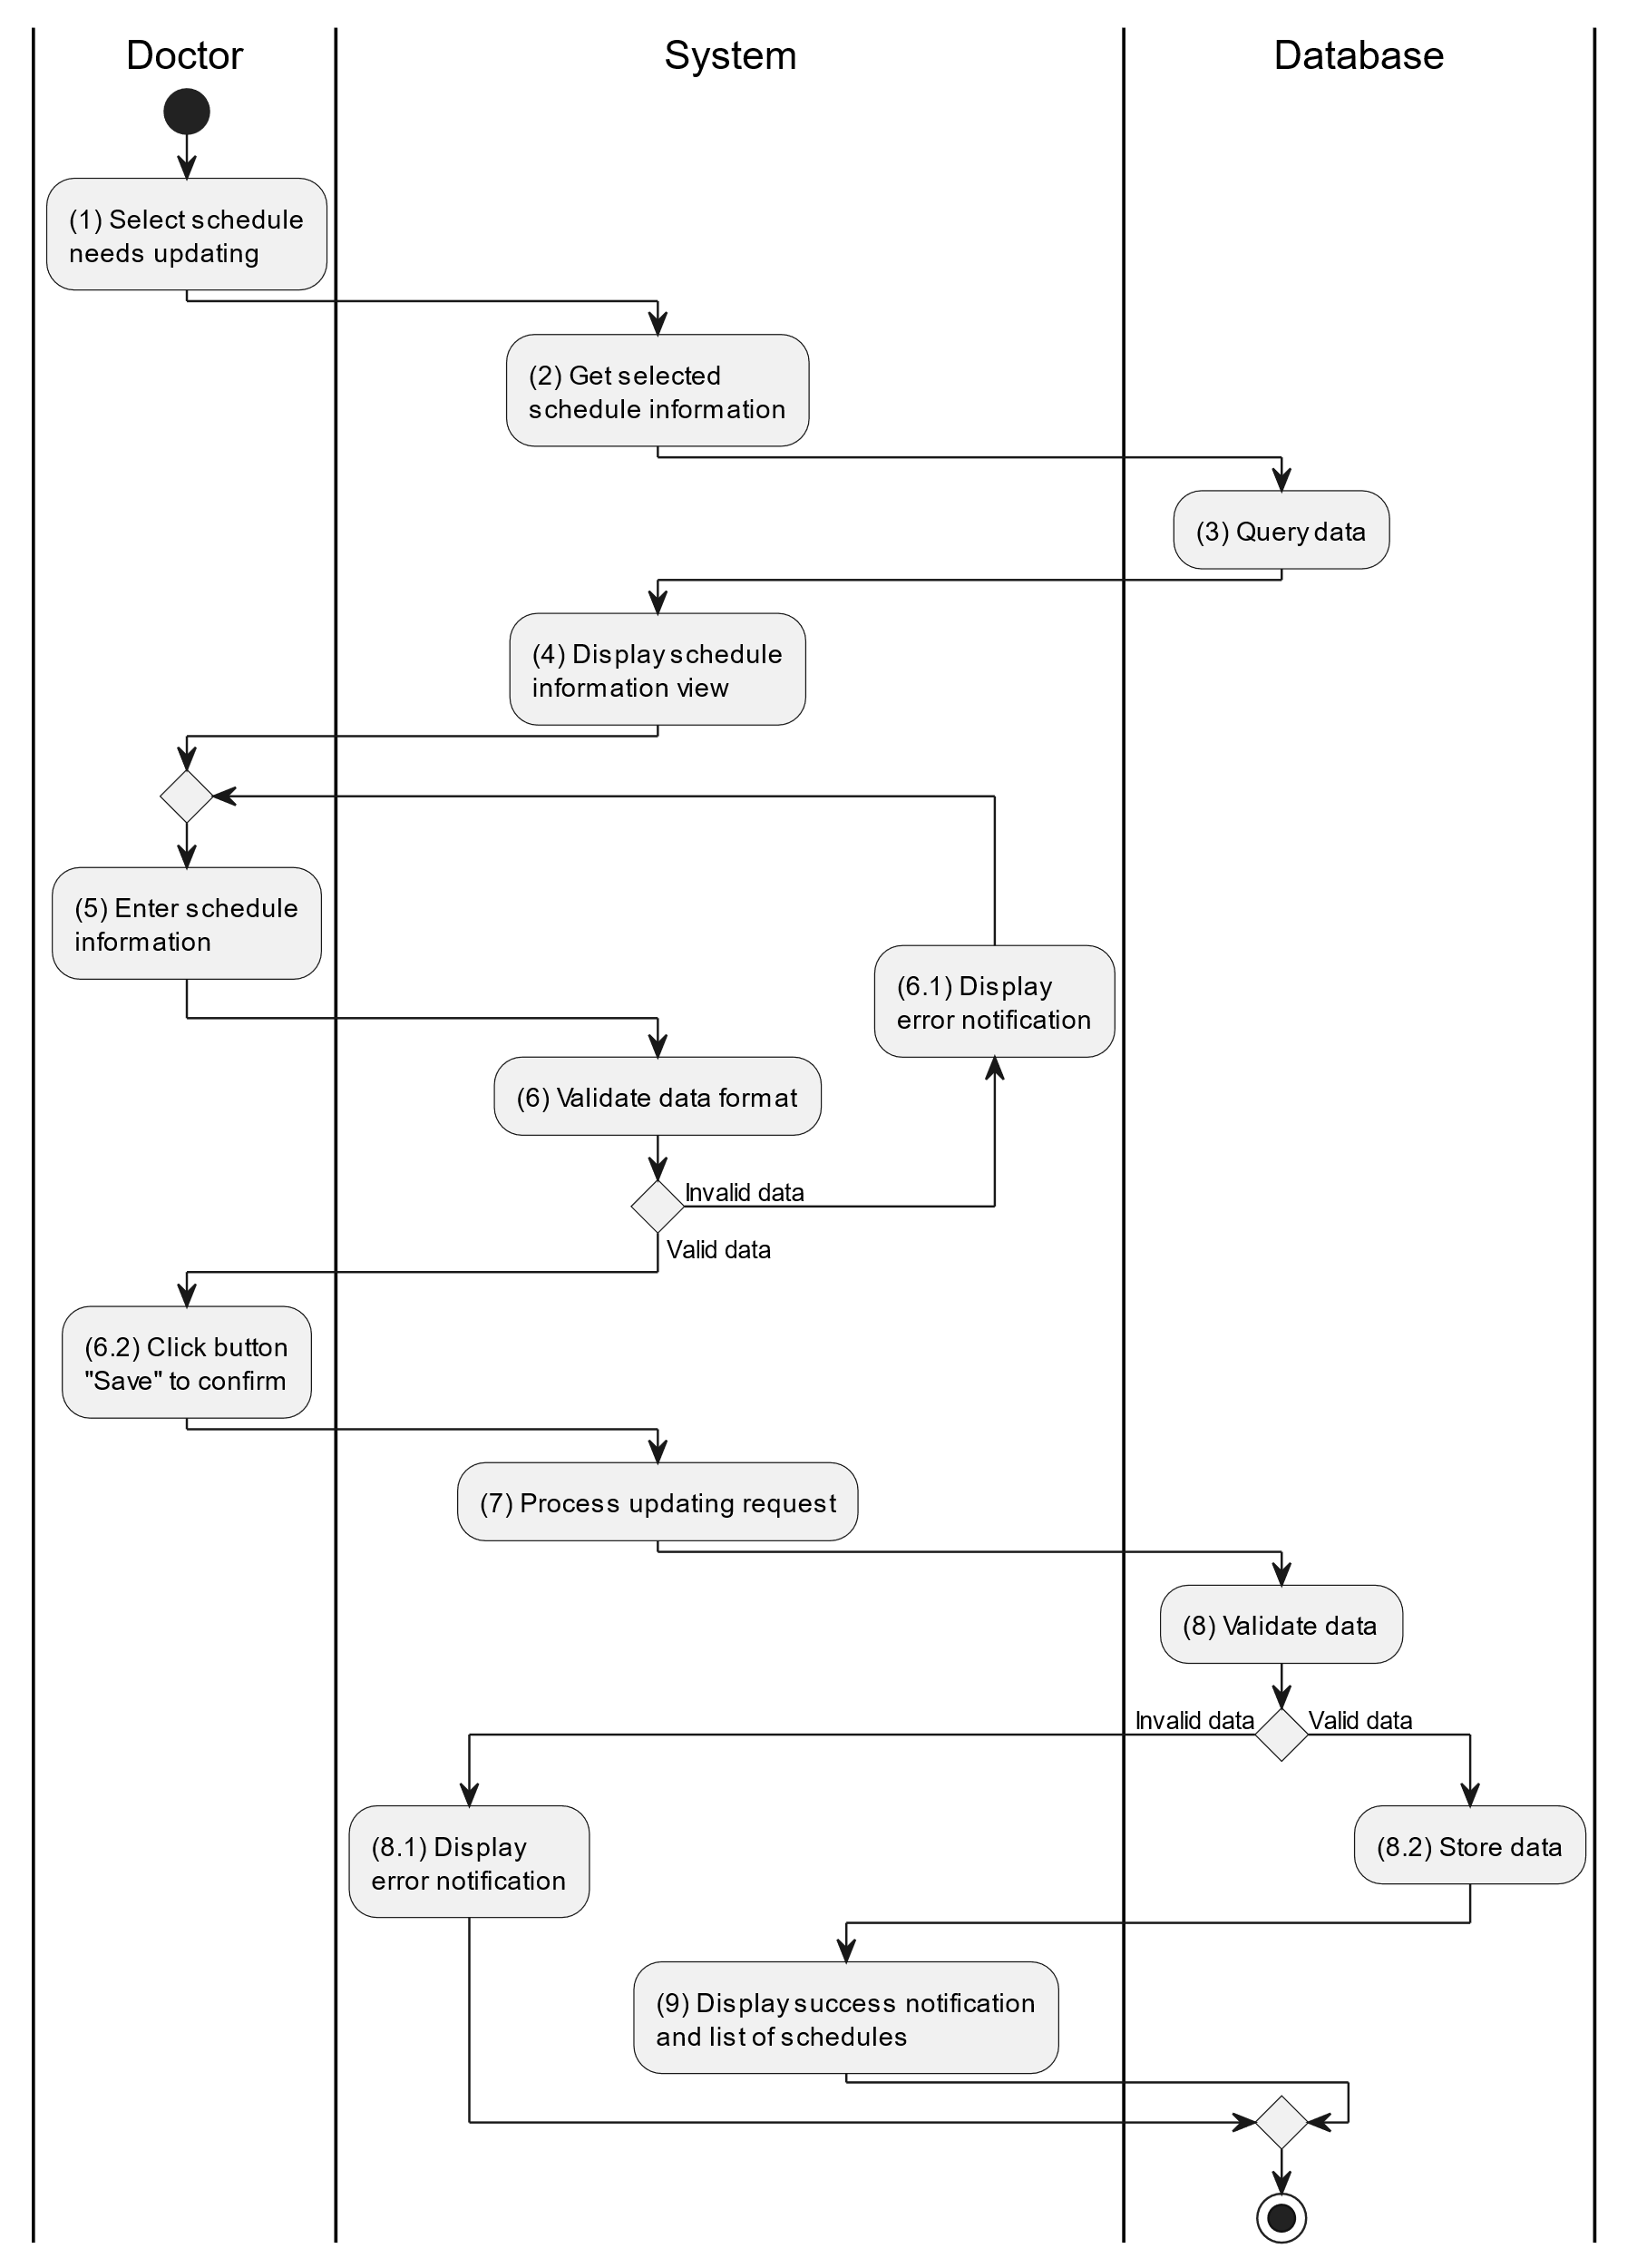 Doctor
System
Database
(1) Select schedule
needs updating
(2) Get selected
schedule information
(3) Query data
(4) Display schedule
information view
(5) Enter schedule
information
(6.1) Display
error notification
(6) Validate data format
Invalid data
Valid data
(6.2) Click button
"Save" to confirm
(7) Process updating request
(8) Validate data
Invalid data
Valid data
(8.1) Display
error notification
(8.2) Store data
(9) Display success notification
and list of schedules